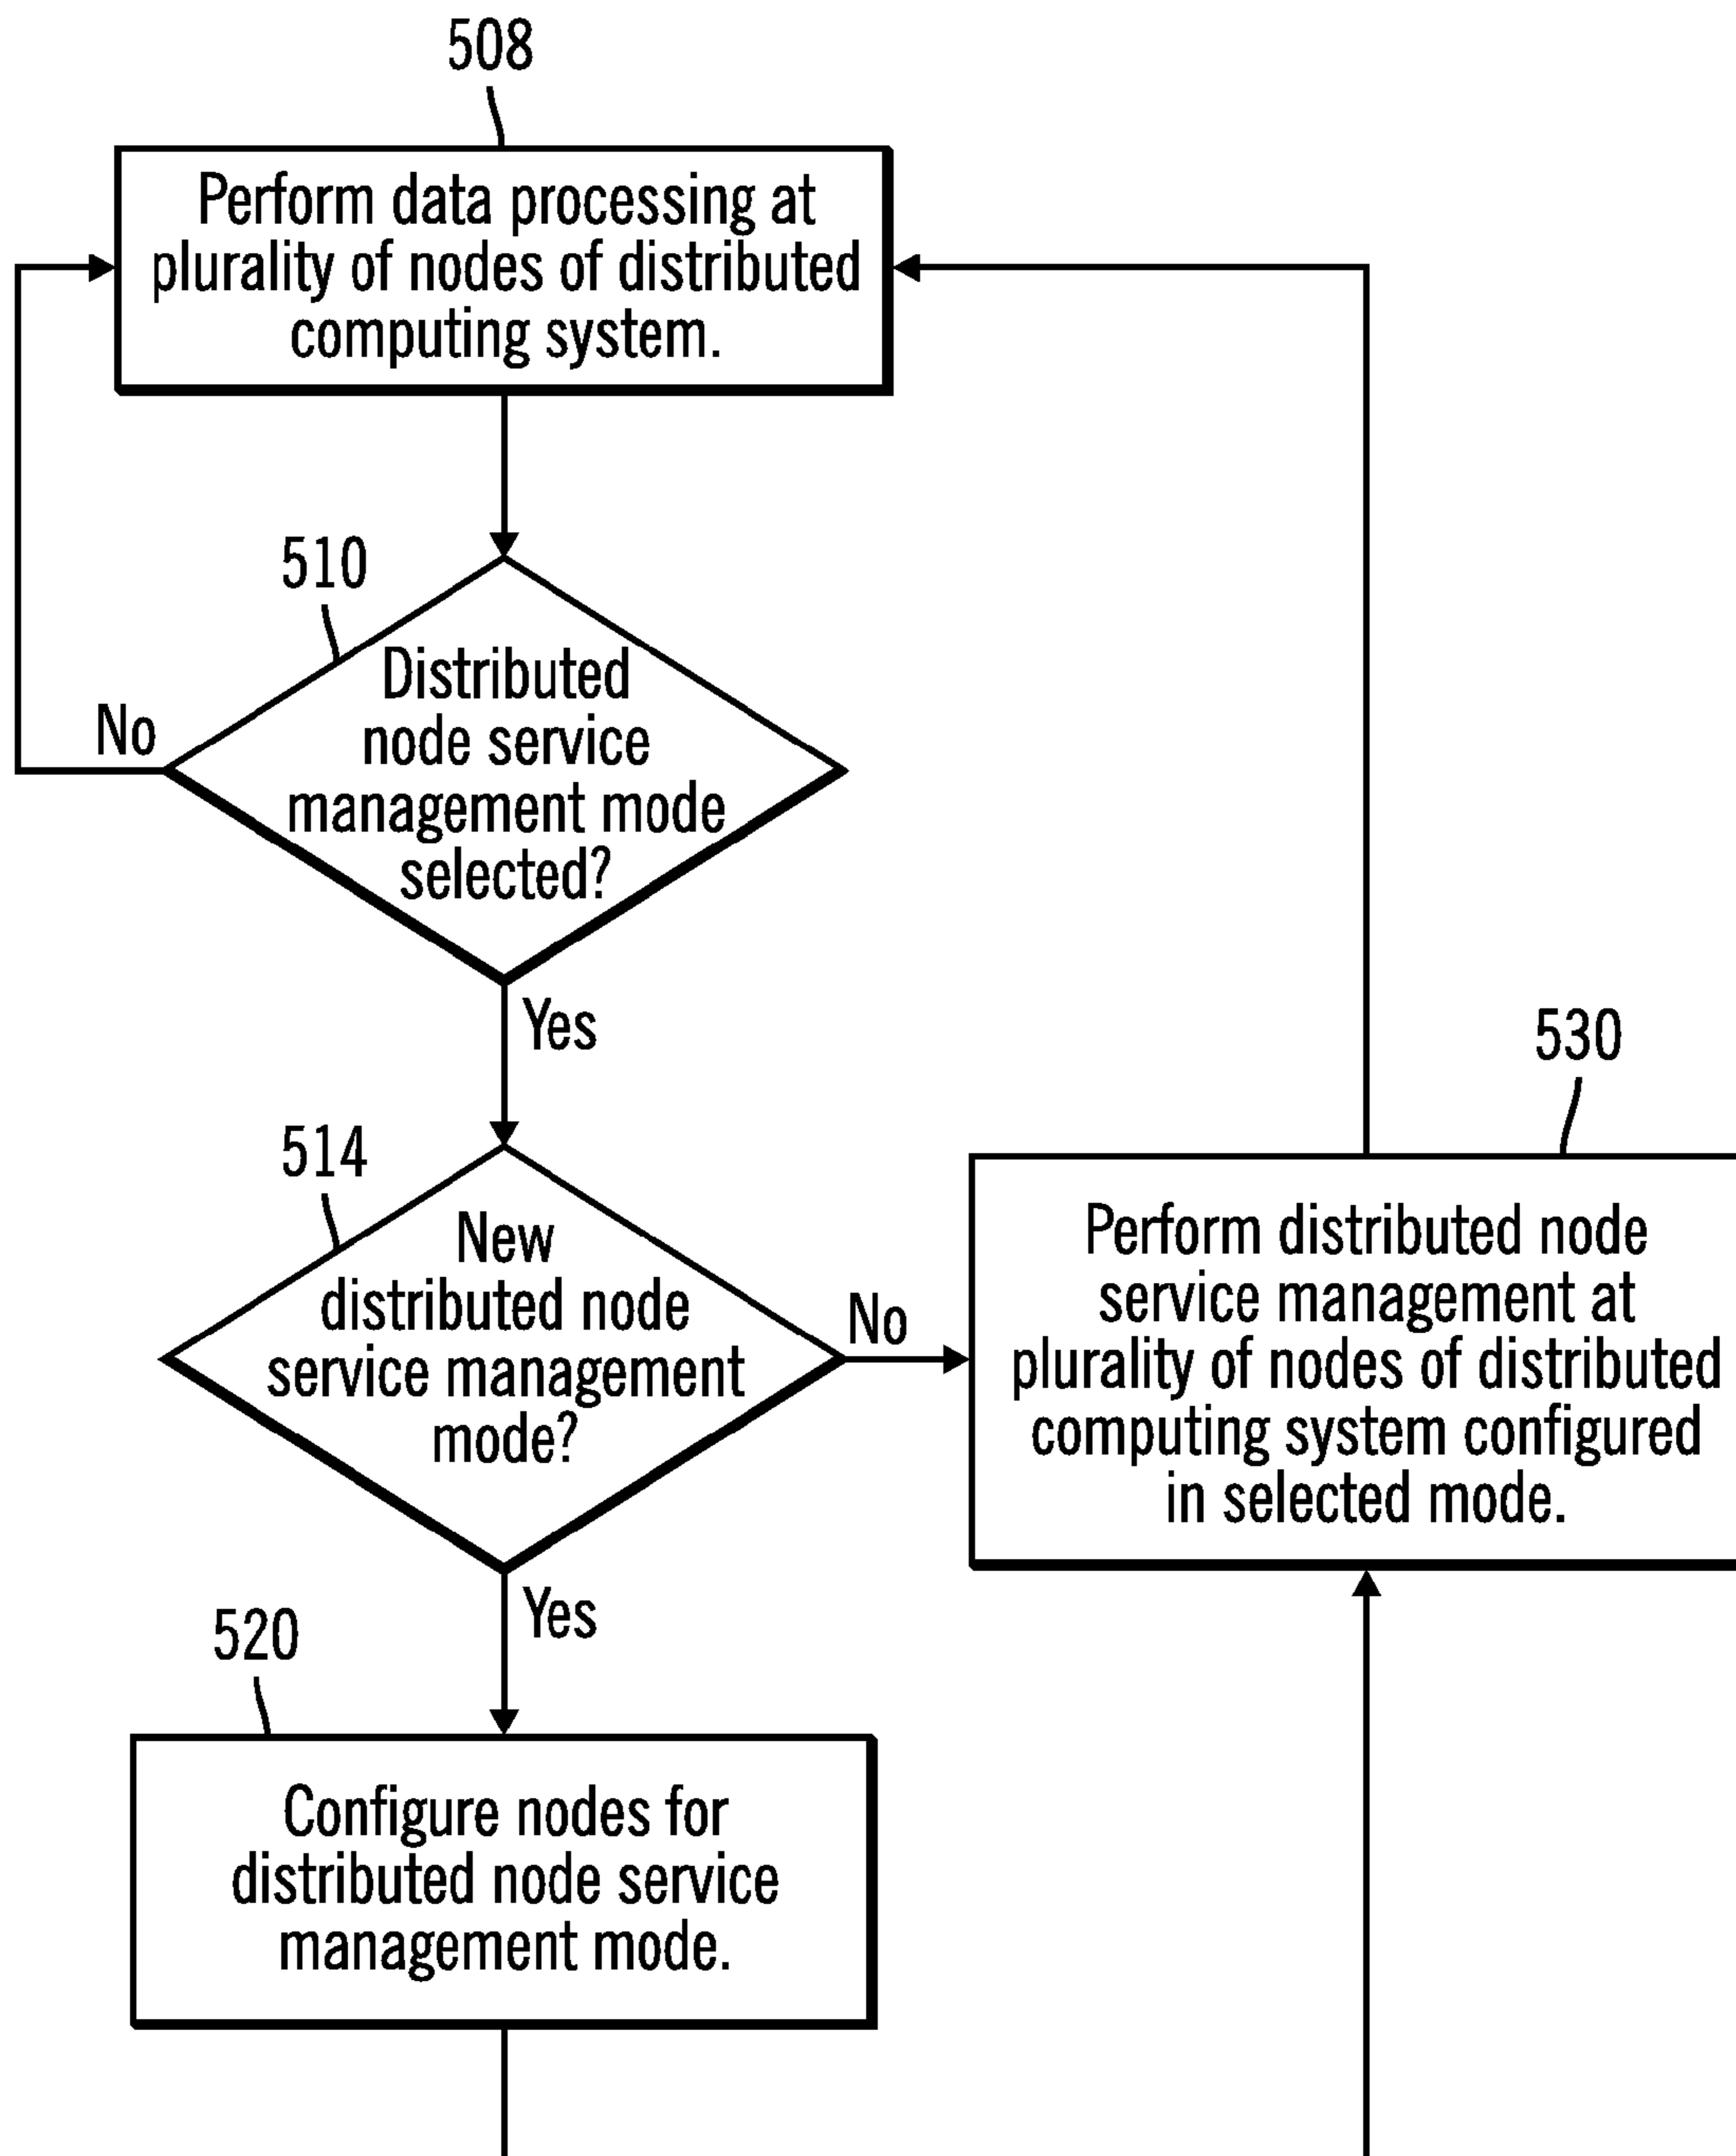 508
Perform data processing at
plurality of nodes of distributed
computing system.
510
Distributed
node service
management mode
selected?
No
Yes
514
New
distributed node
service management
mode?
No
Yes
530
Perform distributed node
service management at
plurality of nodes of distributed
computing system configured
in selected mode.
520
Configure nodes for
distributed node service
management mode.